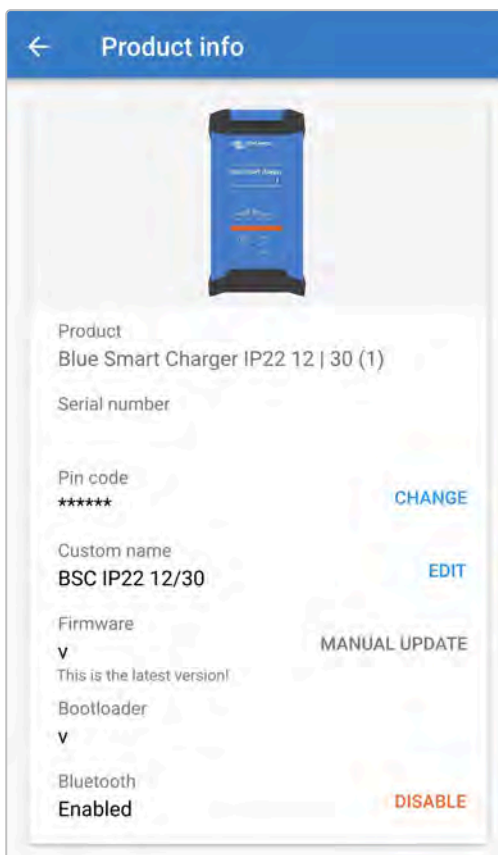 Product info
Product
Blue Smart Charger IP22 12 | 30 (1)
Serial number
Pin code
******
CHANGE
Custom name
BSC IP22 12/30
EDIT
Firmware
v
This is the latest version!
MANUAL UPDATE
Bootloader
v
Bluetooth
Enabled
DISABLE